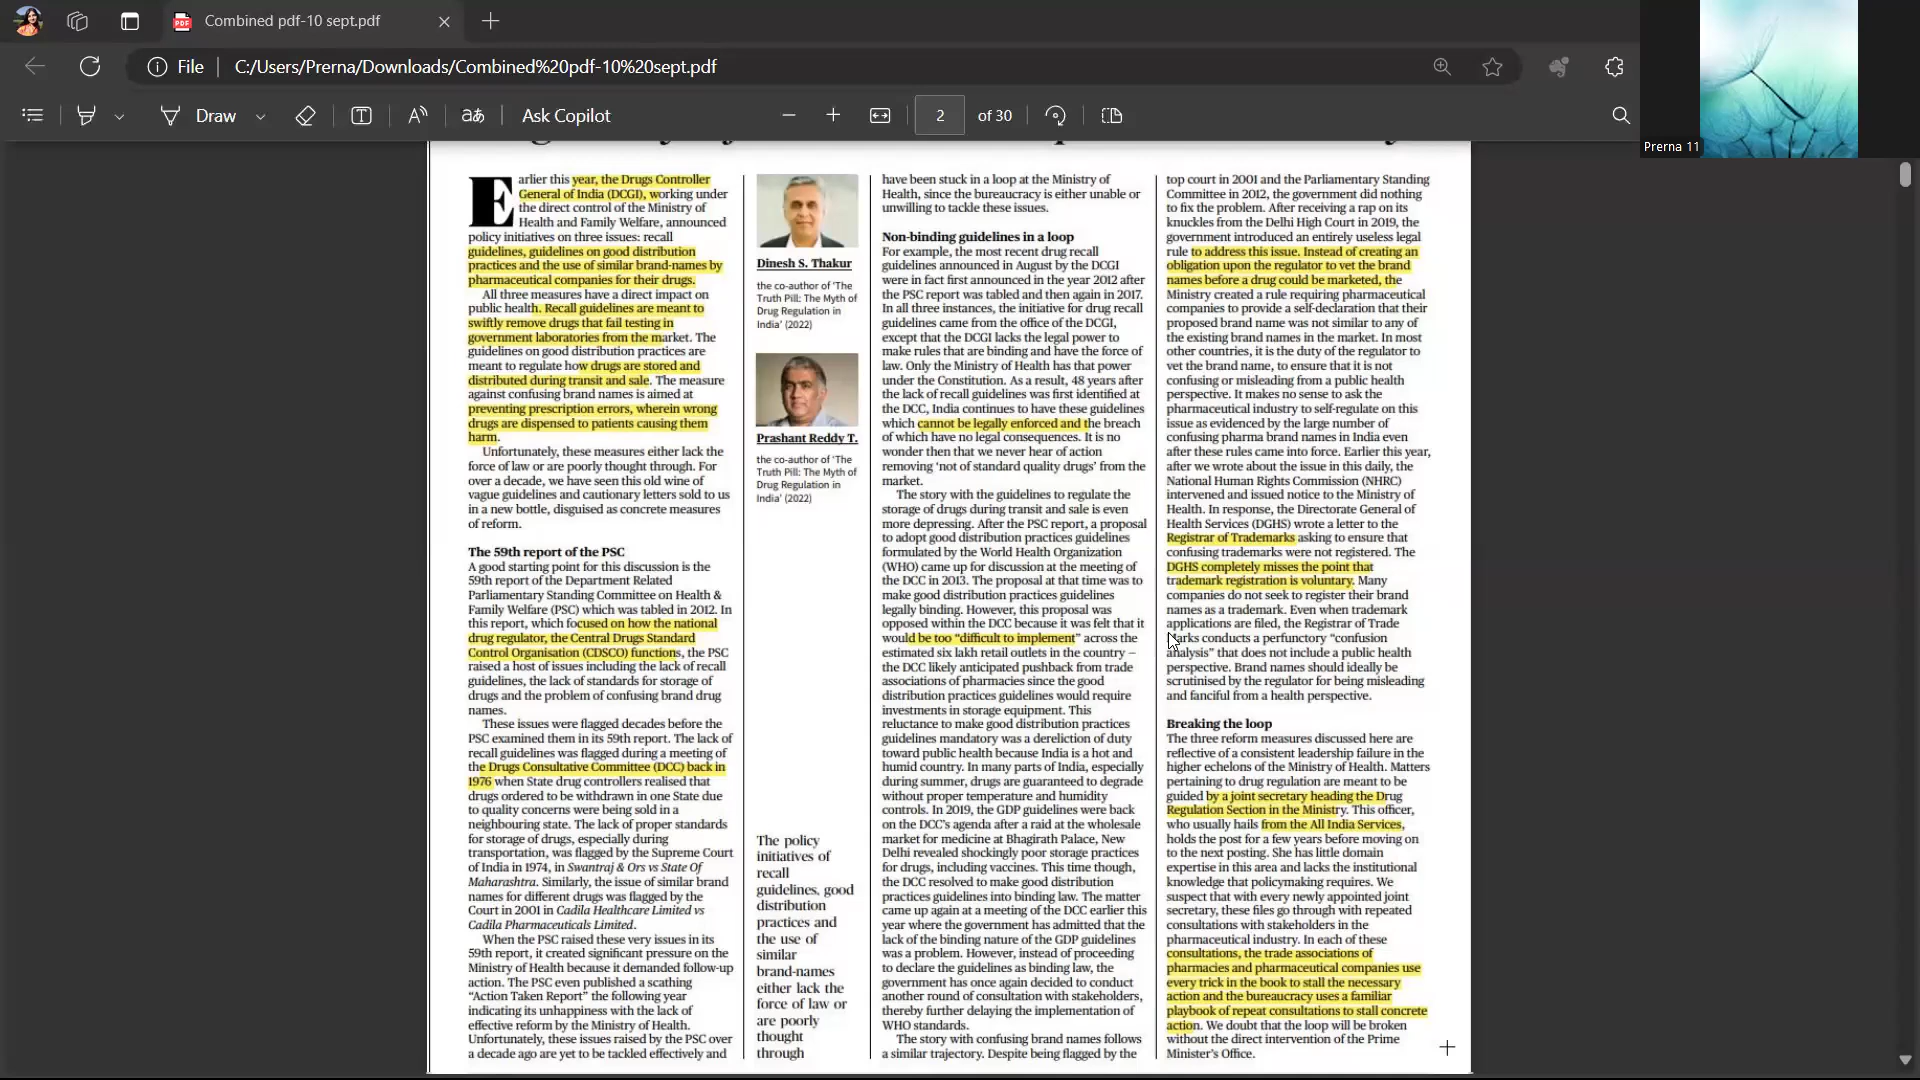 Combined pdf-10 sept.pdf
File
C:/Users/Prerna/Downloads/Combined%20pdf-10%20sept.pdf
Draw
aあ
Ask Copilot
2
of 30
Prerna 11
Earlier this year, the Drugs Controller
General of India (DCGI), working under
the direct control of the Ministry of
Health and Family Welfare, announced
policy initiatives on three issues: recall
guidelines, guidelines on good distribution
practices and the use of similar brand-names by
pharmaceutical companies for their drugs.
All three measures have a direct impact on
public health. Recall guidelines are meant to
swiftly remove drugs that fail testing in
government laboratories from the market. The
guidelines on good distribution practices are
meant to regulate how drugs are stored and
distributed during transit and sale. The measure
against confusing brand names is aimed at
preventing prescription errors, wherein wrong
drugs are dispensed to patients causing them
harm.
Unfortunately, these measures either lack the
force of law or are poorly thought through. For
over a decade, we have seen this old wine of
vague guidelines and cautionary letters sold to us
in a new bottle, disguised as concrete measures
of reform.
The 59th report of the PSC
A good starting point for this discussion is the
59th report of the Department Related
Parliamentary Standing Committee on Health &
Family Welfare (PSC) which was tabled in 2012. In
this report, which focused on how the national
drug regulator, the Central Drugs Standard
Control Organisation (CDSCO) functions, the PSC
raised a host of issues including the lack of recall
guidelines, the lack of standards for storage of
drugs and the problem of confusing brand drug
names.
These issues were flagged decades before the
PSC examined them in its 59th report. The lack of
recall guidelines was flagged during a meeting of
the Drugs Consultative Committee (DCC) back in
1976 when State drug controllers realised that
drugs ordered to be withdrawn in one State due
to quality concerns were being sold in a
neighbouring state. The lack of proper standards
for storage of drugs, especially during
transportation, was flagged by the Supreme Court
of India in 1974, in Swantraj & Ors vs State Of
Maharashtra. Similarly, the issue of similar brand
names for different drugs was flagged by the
Court in 2001 in Cadila Healthcare Limited vs
Cadila Pharmaceuticals Limited.
When the PSC raised these very issues in its
59th report, it created significant pressure on the
Ministry of Health because it demanded follow-up
action. The PSC even published a scathing
“Action Taken Report” the following year
indicating its unhappiness with the lack of
effective reform by the Ministry of Health.
Unfortunately, these issues raised by the PSC over
a decade ago are yet to be tackled effectively and
Dinesh S. Thakur
the co-author of 'The
Truth Pill: The Myth of
Drug Regulation in
India' (2022)
Prashant Reddy T.
the co-author of 'The
Truth Pill: The Myth of
Drug Regulation in
India' (2022)
The policy
initiatives of
recall
guidelines, good
distribution
practices and
the use of
similar
brand-names
either lack the
force of law or
are poorly
thought
through
have been stuck in a loop at the Ministry of
Health, since the bureaucracy is either unable or
unwilling to tackle these issues.
Non-binding guidelines in a loop
For example, the most recent drug recall
guidelines announced in August by the DCGI
were in fact first announced in the year 2012 after
the PSC report was tabled and then again in 2017.
In all three instances, the initiative for drug recall
guidelines came from the office of the DCGI,
except that the DCGI lacks the legal power to
make rules that are binding and have the force of
law. Only the Ministry of Health has that power
under the Constitution. As a result, 48 years after
the lack of recall guidelines was first identified at
the DCC, India continues to have these guidelines
which cannot be legally enforced and the breach
of which have no legal consequences. It is no
wonder then that we never hear of action
removing ‘not of standard quality drugs’ from the
market.
The story with the guidelines to regulate the
storage of drugs during transit and sale is even
more depressing. After the PSC report, a proposal
to adopt good distribution practices guidelines
formulated by the World Health Organization
(WHO) came up for discussion at the meeting of
the DCC in 2013. The proposal at that time was to
make good distribution practices guidelines
legally binding. However, this proposal was
opposed within the DCC because it was felt that it
would be too “difficult to implement” across the
estimated six lakh retail outlets in the country —
the DCC likely anticipated pushback from trade
associations of pharmacies since the good
distribution practices guidelines would require
investments in storage equipment. This
reluctance to make good distribution practices
guidelines mandatory was a dereliction of duty
toward public health because India is a hot and
humid country. In many parts of India, especially
during summer, drugs are guaranteed to degrade
without proper temperature and humidity
controls. In 2019, the GDP guidelines were back
on the DCC's agenda after a raid at the wholesale
market for medicine at Bhagirath Palace, New
Delhi revealed shockingly poor storage practices
for drugs, including vaccines. This time though,
the DCC resolved to make good distribution
practices guidelines into binding law. The matter
came up again at a meeting of the DCC earlier this
year where the government has admitted that the
lack of the binding nature of the GDP guidelines
was a problem. However, instead of proceeding
to declare the guidelines as binding law, the
government has once again decided to conduct
another round of consultation with stakeholders,
thereby further delaying the implementation of
WHO standards.
The story with confusing brand names follows
a similar trajectory. Despite being flagged by the
top court in 2001 and the Parliamentary Standing
Committee in 2012, the government did nothing
to fix the problem. After receiving a rap on its
knuckles from the Delhi High Court in 2019, the
government introduced an entirely useless legal
rule to address this issue. Instead of creating an
obligation upon the regulator to vet the brand
names before a drug could be marketed, the
Ministry created a rule requiring pharmaceutical
companies to provide a self-declaration that their
proposed brand name was not similar to any of
the existing brand names in the market. In most
other countries, it is the duty of the regulator to
vet the brand name, to ensure that it is not
confusing or misleading from a public health
perspective. It makes no sense to ask the
pharmaceutical industry to self-regulate on this
issue as evidenced by the large number of
confusing pharma brand names in India even
after these rules came into force. Earlier this year,
after we wrote about the issue in this daily, the
National Human Rights Commission (NHRC)
intervened and issued notice to the Ministry of
Health. In response, the Directorate General of
Health Services (DGHS) wrote a letter to the
Registrar of Trademarks asking to ensure that
confusing trademarks were not registered. The
DGHS completely misses the point that
trademark registration is voluntary. Many
companies do not seek to register their brand
names as a trademark. Even when trademark
applications are filed, the Registrar of Trade
Marks conducts a perfunctory “confusion
analysis” that does not include a public health
perspective. Brand names should ideally be
scrutinised by the regulator for being misleading
and fanciful from a health perspective.
Breaking the loop
The three reform measures discussed here are
reflective of a consistent leadership failure in the
higher echelons of the Ministry of Health. Matters
pertaining to drug regulation are meant to be
guided by a joint secretary heading the Drug
Regulation Section in the Ministry. This officer,
who usually hails from the All India Services,
holds the post for a few years before moving on
to the next posting. She has little domain
expertise in this area and lacks the institutional
knowledge that policymaking requires. We
suspect that with every newly appointed joint
secretary, these files go through with repeated
consultations with stakeholders in the
pharmaceutical industry. In each of these
consultations, the trade associations of
pharmacies and pharmaceutical companies use
every trick in the book to stall the necessary
action and the bureaucracy uses a familiar
playbook of repeat consultations to stall concrete
action. We doubt that the loop will be broken
without the direct intervention of the Prime
Minister's Office.